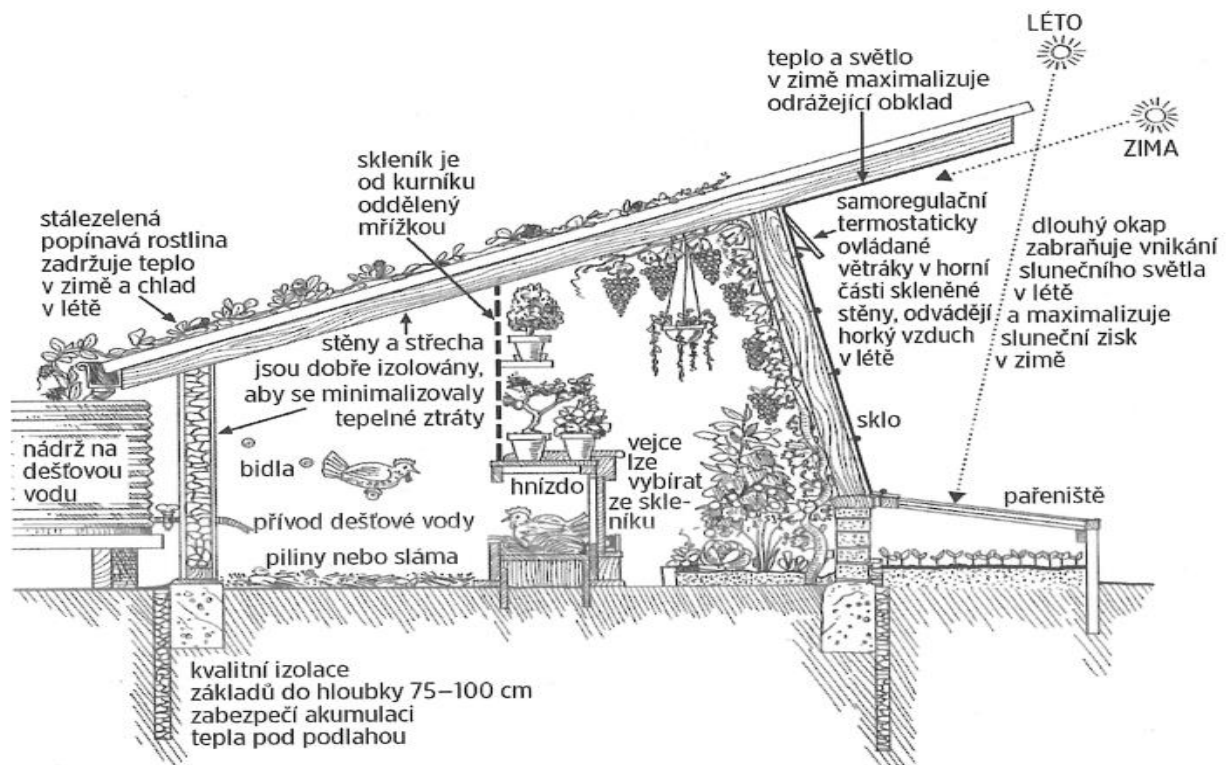 LÉTO
ZIMA
teplo a světlo
v zimě maximalizuje
odrážející obklad
skleník je
od kurníku
oddělený
mřížkou
stálezelená
popínavá rostlina
zadržuje teplo
v zimě a chlad
v létě
samoregulační
termostaticky
ovládané
větráky v horní
části skleněné
stěny, odvádějí
horký vzduch
v létě
dlouhý okap
zabraňuje vnikání
slunečního světla
v létě
a maximalizuje
sluneční zisk
v zimě
stěny a střecha
jsou dobře izolovány,
aby se minimalizovaly
tepelné ztráty
sklo
nádrž na
dešťovou
vodu
bidla
hnízdo
vejce
lze
vybírat
ze skle-
níku
pařeniště
přívod dešťové vody
piliny nebo sláma
kvalitní izolace
základů do hloubky 75–100 cm
zabezpečí akumulaci
tepla pod podlahou